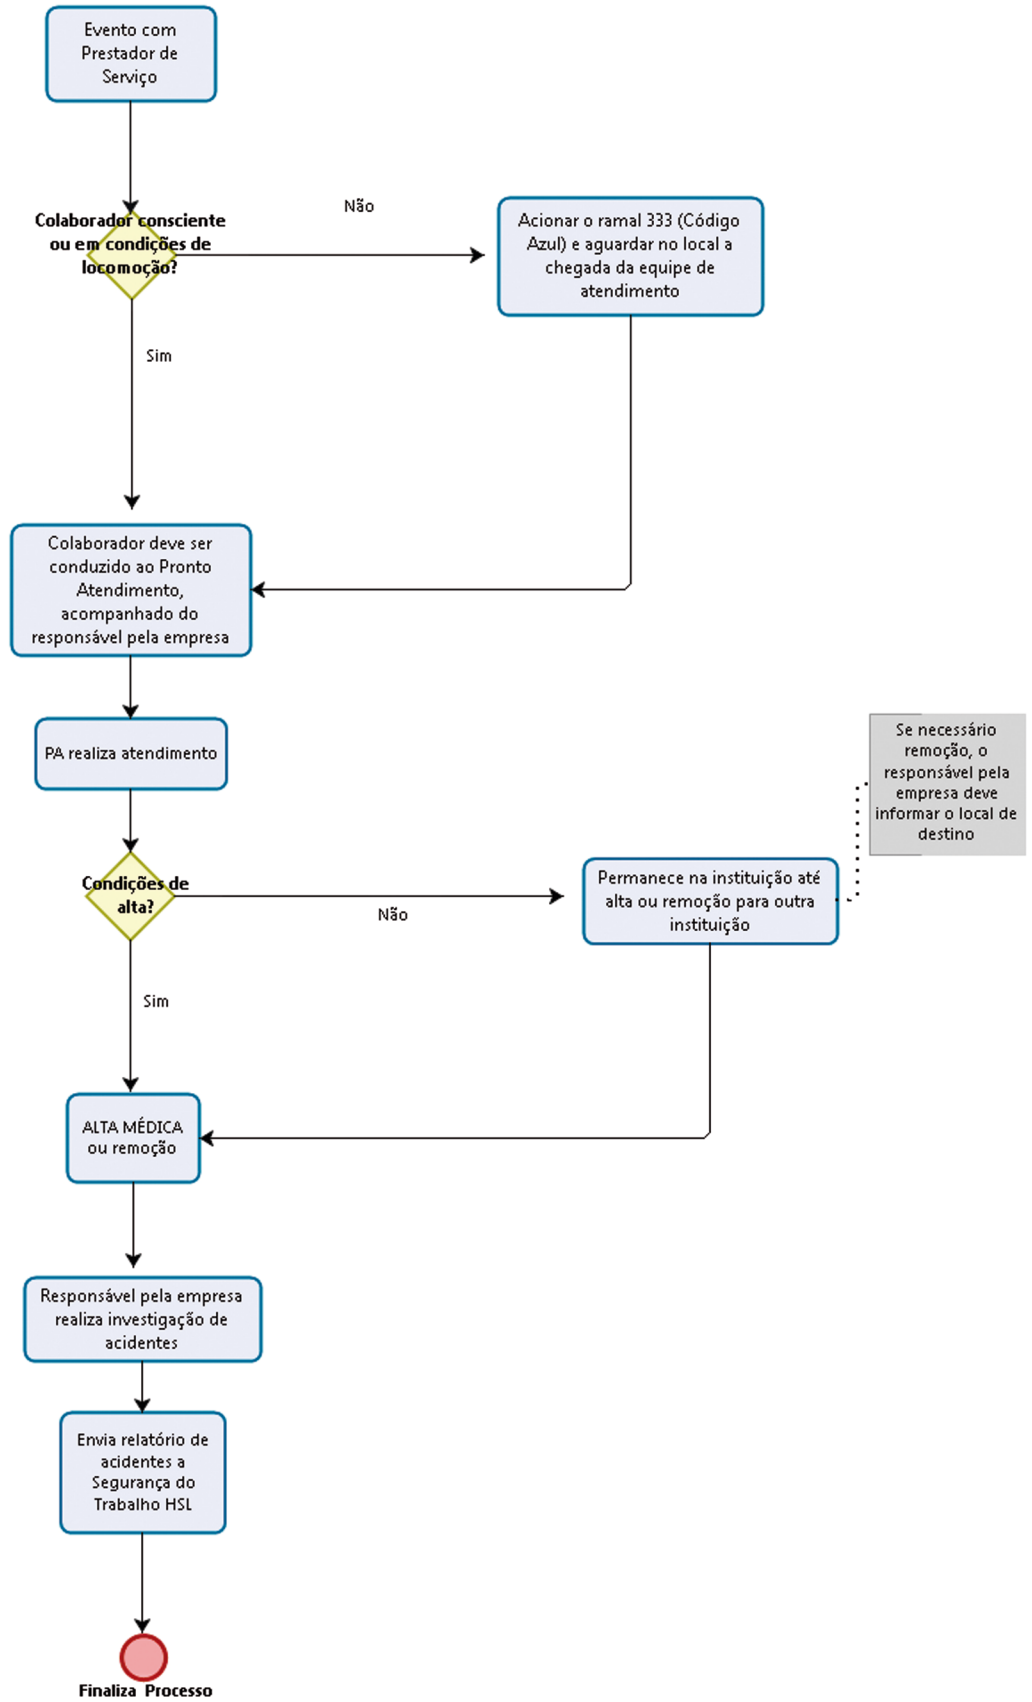 Evento com
Prestador de
Serviço
Colaborador consciente
ou em condições de
locomoção?
Não
Acionar o ramal 333 (Código
Azul) e aguardar no local a
chegada da equipe de
atendimento
Sim
Colaborador deve ser
conduzido ao Pronto
Atendimento,
acompanhado do
responsável pela empresa
PA realiza atendimento
Se necessário
remoção, o
responsável pela
empresa deve
informar o local de
destino
Condições de
alta?
Não
Permanece na instituição até
alta ou remoção para outra
instituição
Sim
ALTA MÉDICA
ou remoção
Responsável pela empresa
realiza investigação de
acidentes
Envia relatório de
acidentes a
Segurança do
Trabalho HSL
Finaliza Processo